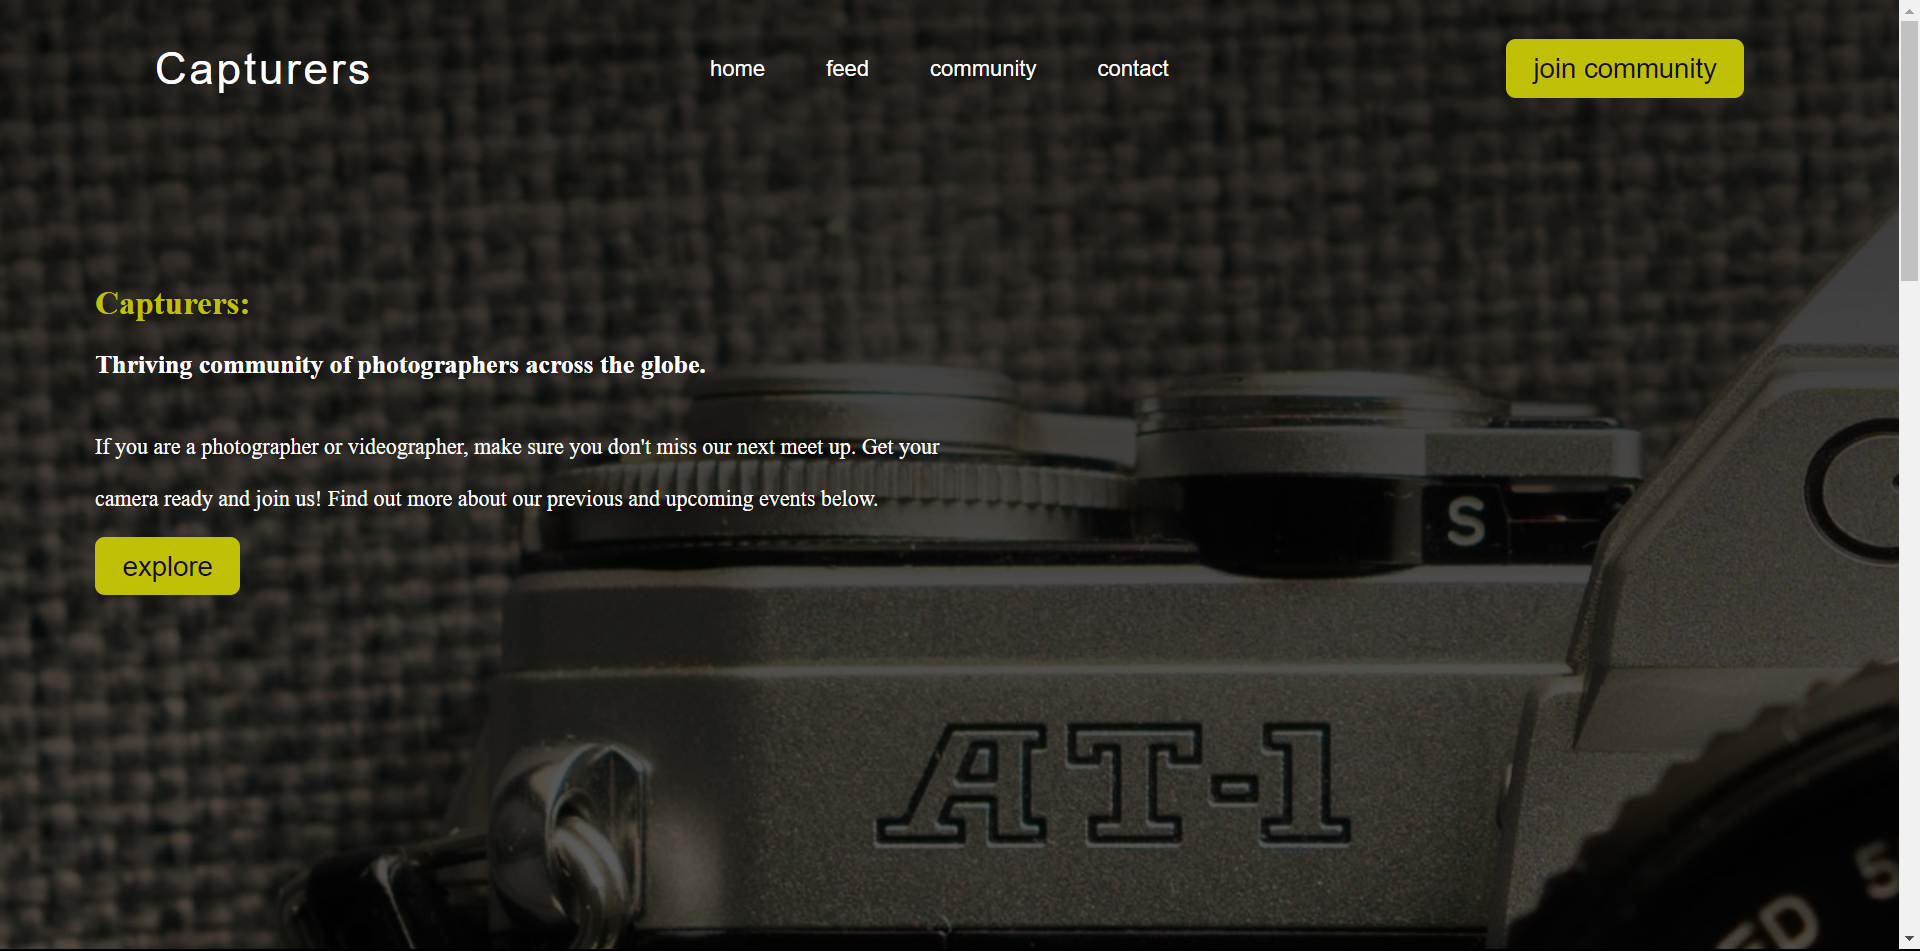 Capturers
home feed community contact
join community
Capturers:
Thriving community of photographers across the globe.
If you are a photographer or videographer, make sure you don't miss our next meet up. Get your
camera ready and join us! Find out more about our previous and upcoming events below.
explore
S
AT-1
5
ED